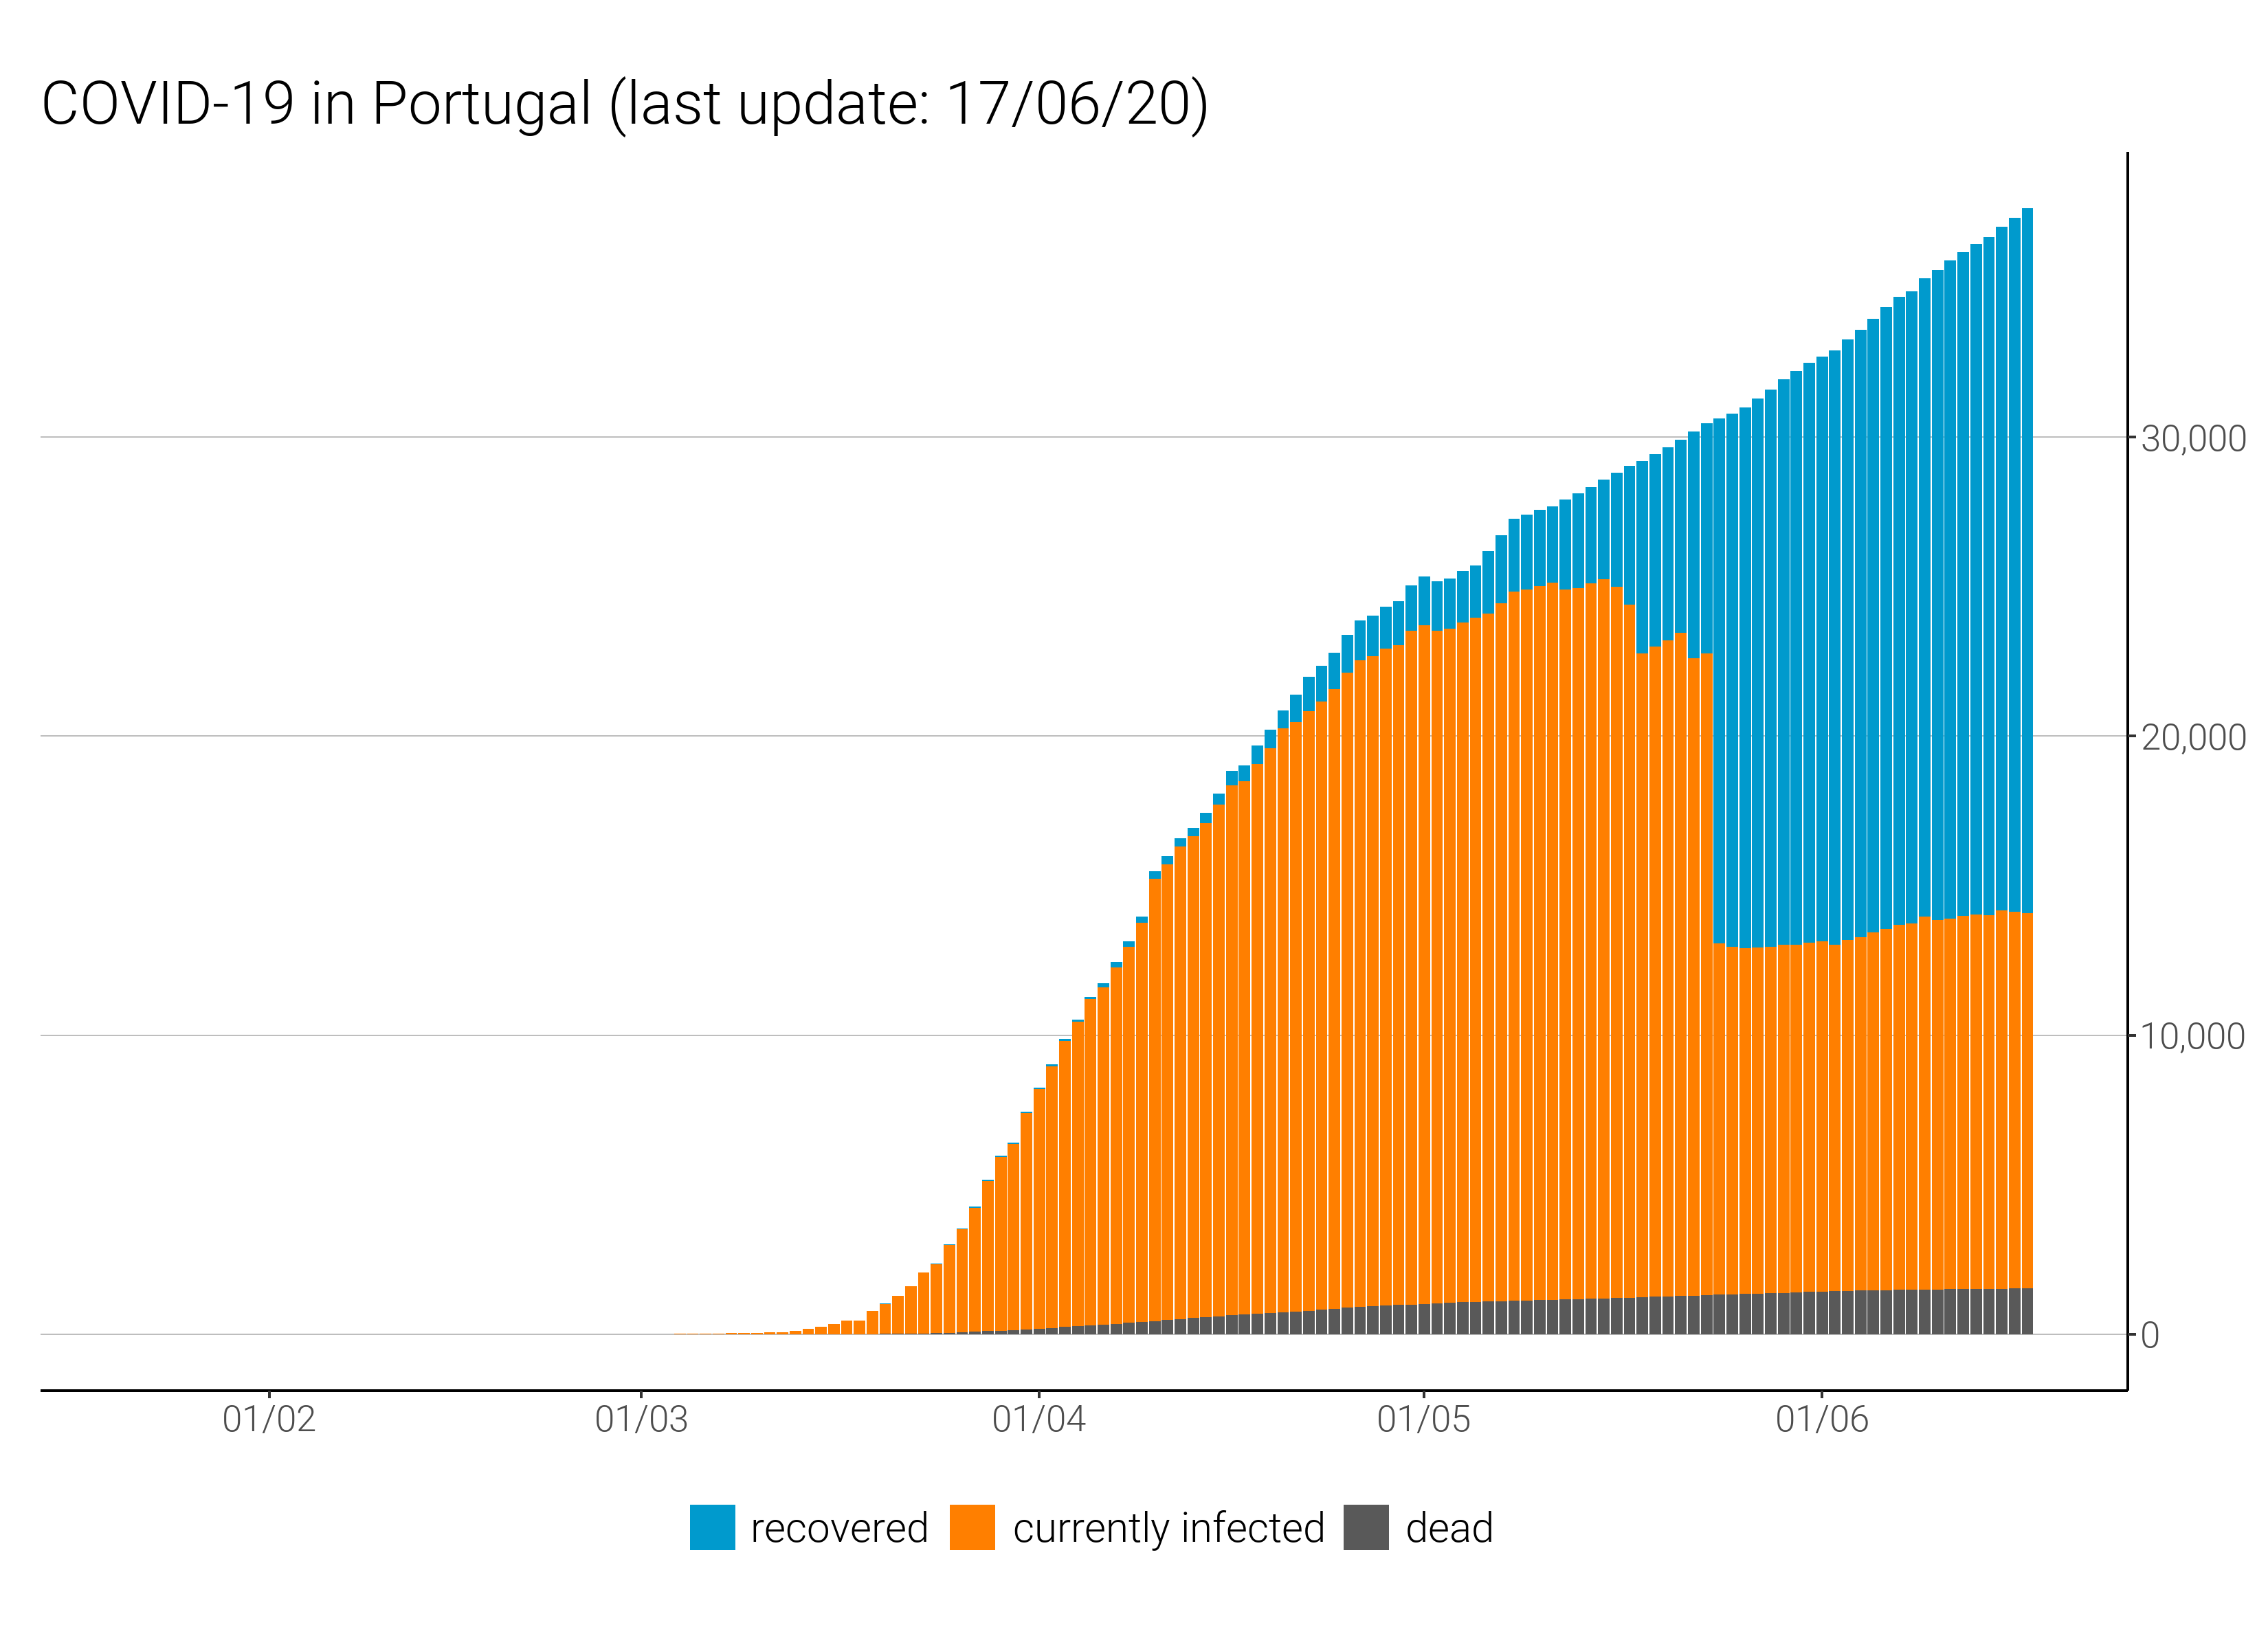 COVID-19 in Portugal (last update: 17/06/20)
30,000
20,000
10,000
0
01/02 01/03 01/04 01/05 01/06
recovered currently infected dead